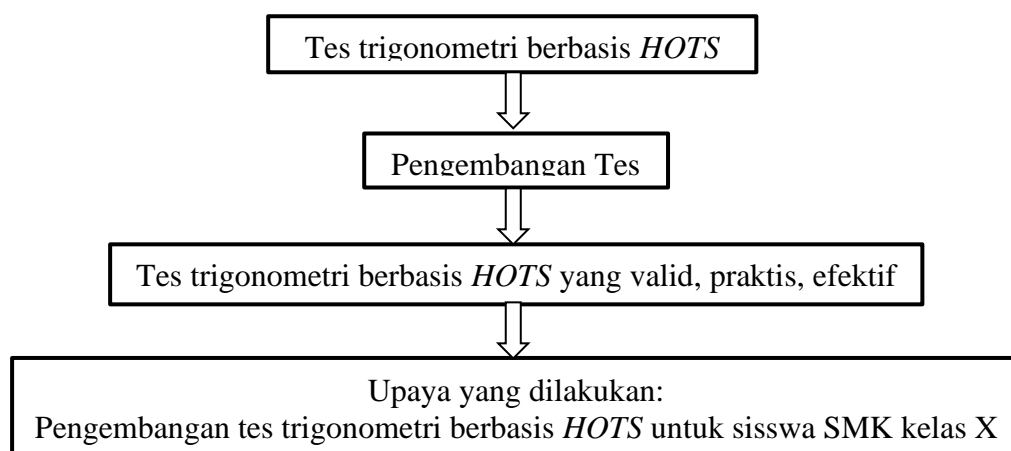 Tes trigonometri berbasis HOTS
Pengembangan Tes
Tes trigonometri berbasis HOTS yang valid, praktis, efektif
Upaya yang dilakukan:
Pengembangan tes trigonometri berbasis HOTS untuk sisswa SMK kelas X